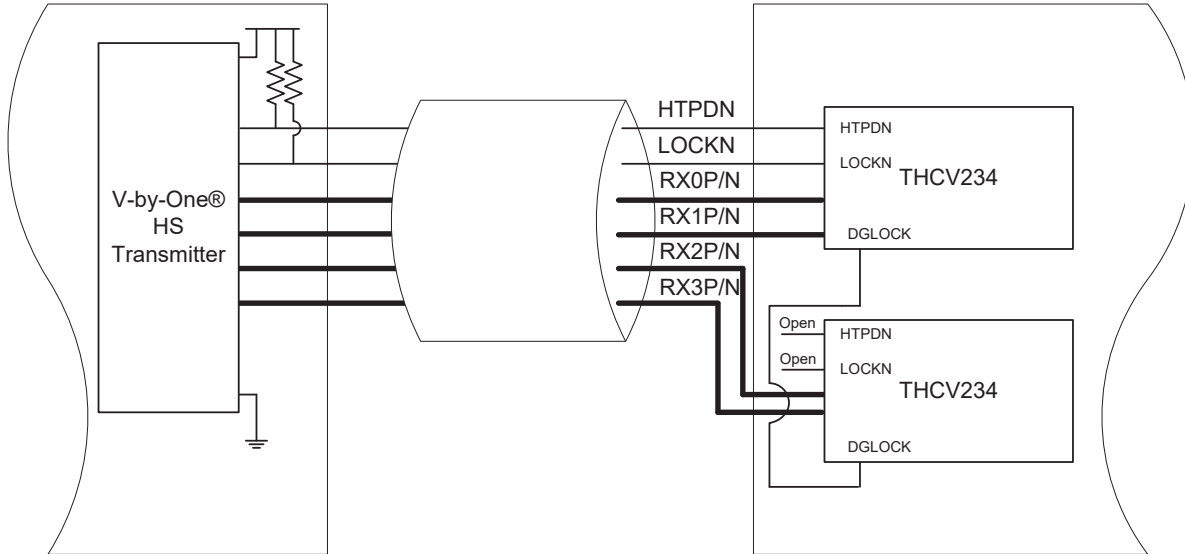 V-by-One®
HS
Transmitter
HTPDN
LOCKN
RX0P/N
RX1P/N
RX2P/N
RX3P/N
HTPDN
LOCKN
THCV234
DGLOCK
Open
HTPDN
Open
LOCKN
THCV234
DGLOCK